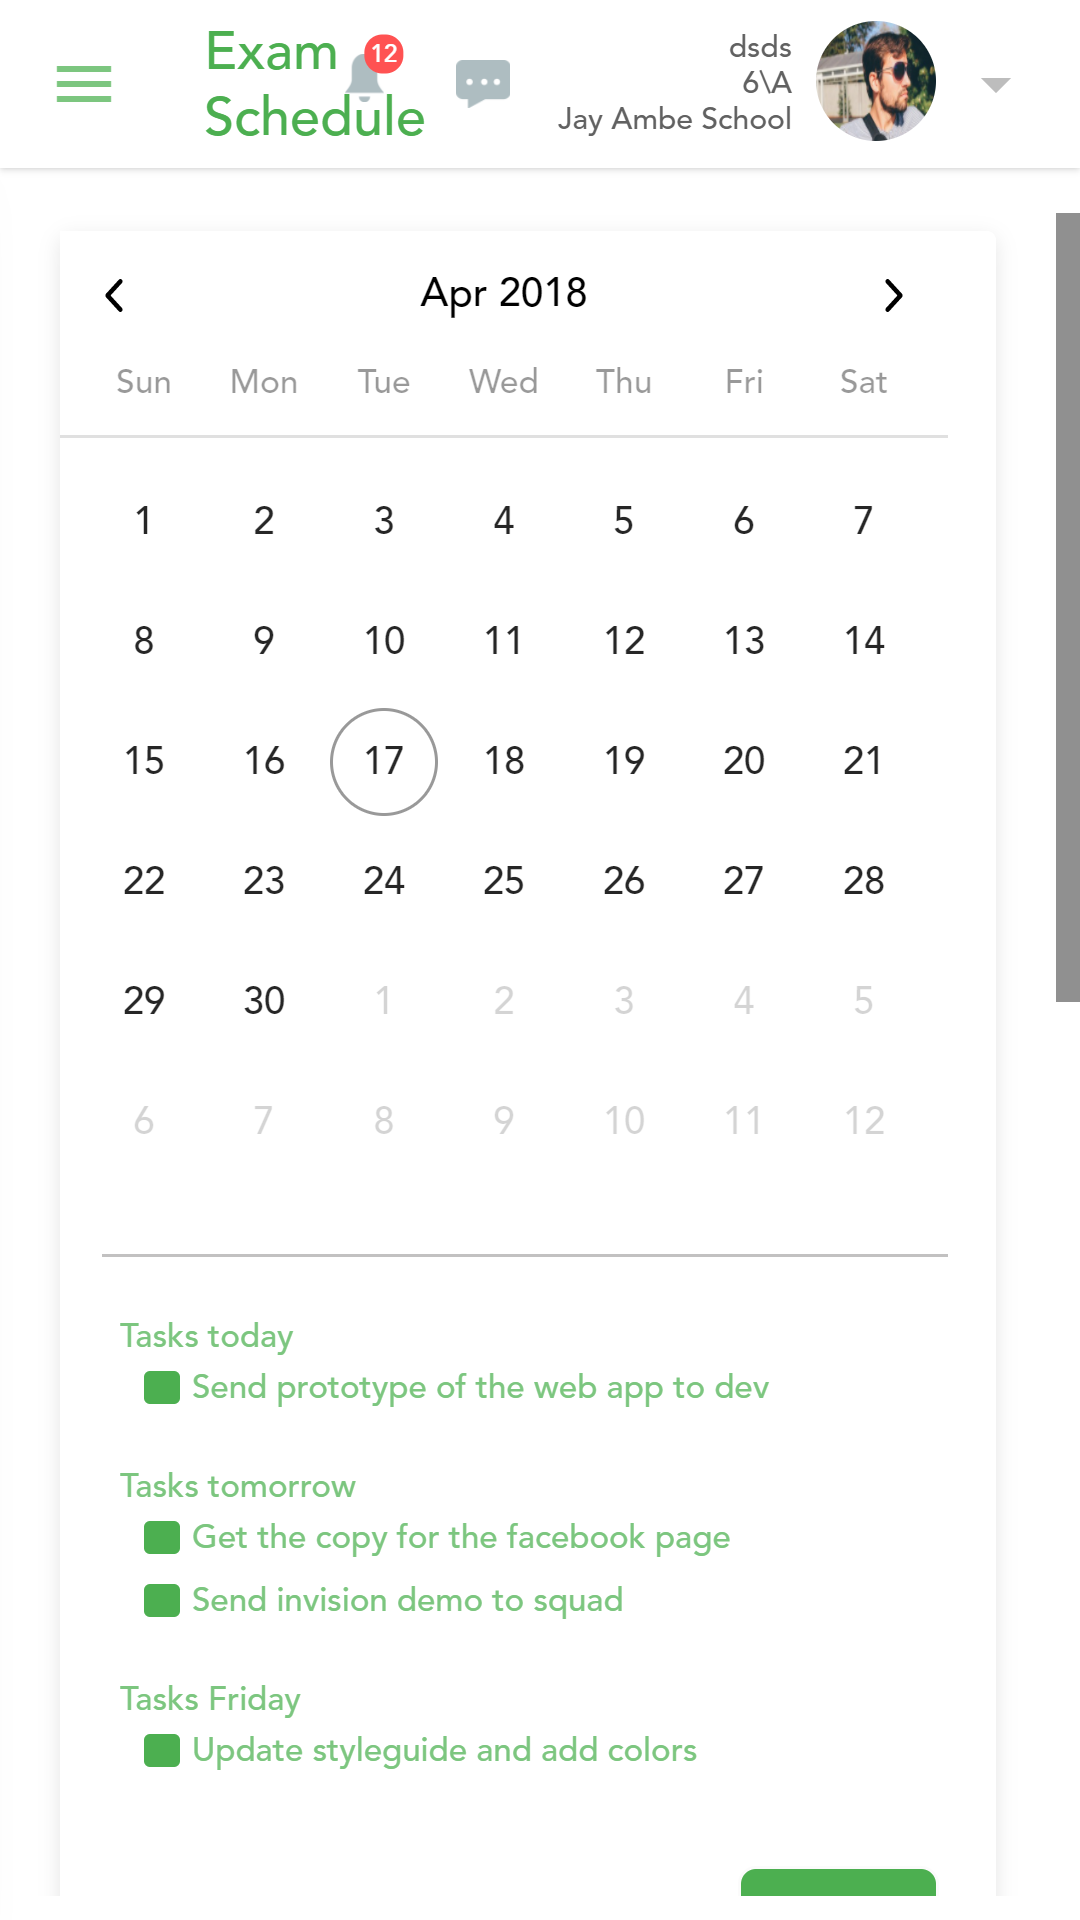 Exam
Schedule
12
dsds
6\A
Jay Ambe School
Apr 2018
Sun Mon Tue Wed Thu Fri Sat
1 2 3 4 5 6 7
8 9 10 11 12 13 14
15 16 17 18 19 20 21
22 23 24 25 26 27 28
29 30 1 2 3 4 5
6 7 8 9 10 11 12
Tasks today
Send prototype of the web app to dev
Tasks tomorrow
Get the copy for the facebook page
Send invision demo to squad
Tasks Friday
Update styleguide and add colors